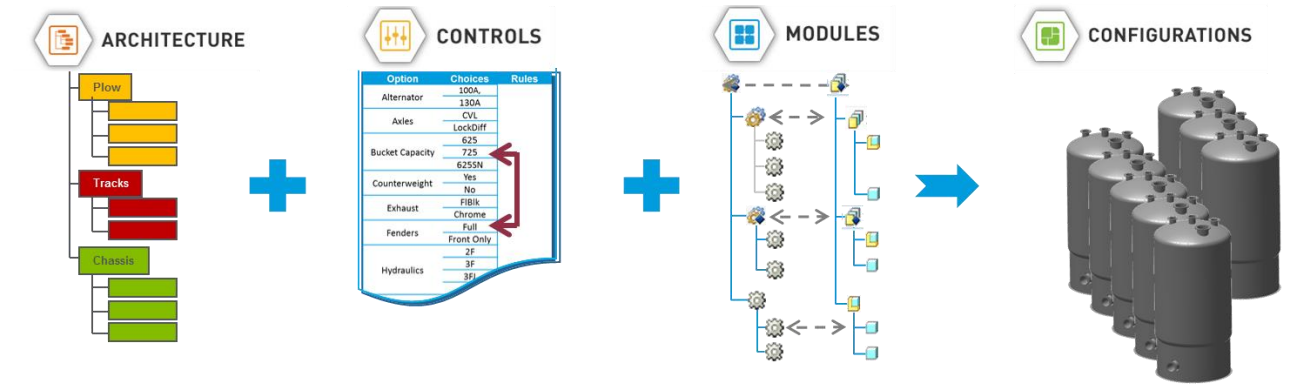 ARCHITECTURE
Plow
Tracks
Chassis
CONTROLS
Option Choices Rules
Alternator
100A,
130A
Axles
CVL
LockDiff
Bucket Capacity
625
725
625SN
Counterweight
Yes
No
Exhaust
FlBlk
Chrome
Fenders
Full
Front Only
Hydraulics
2F
3F
MODULES
CONFIGURATIONS